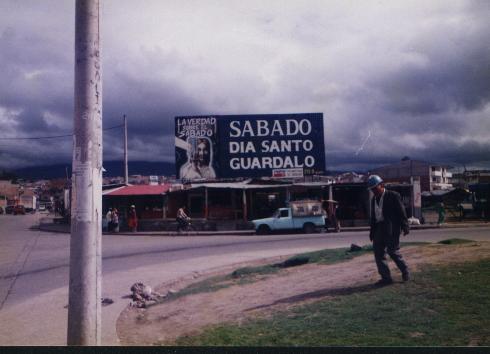 LA VERDAD
SOBRE EL
SABADO
SABADO
DIA SANTO
GUARDALO